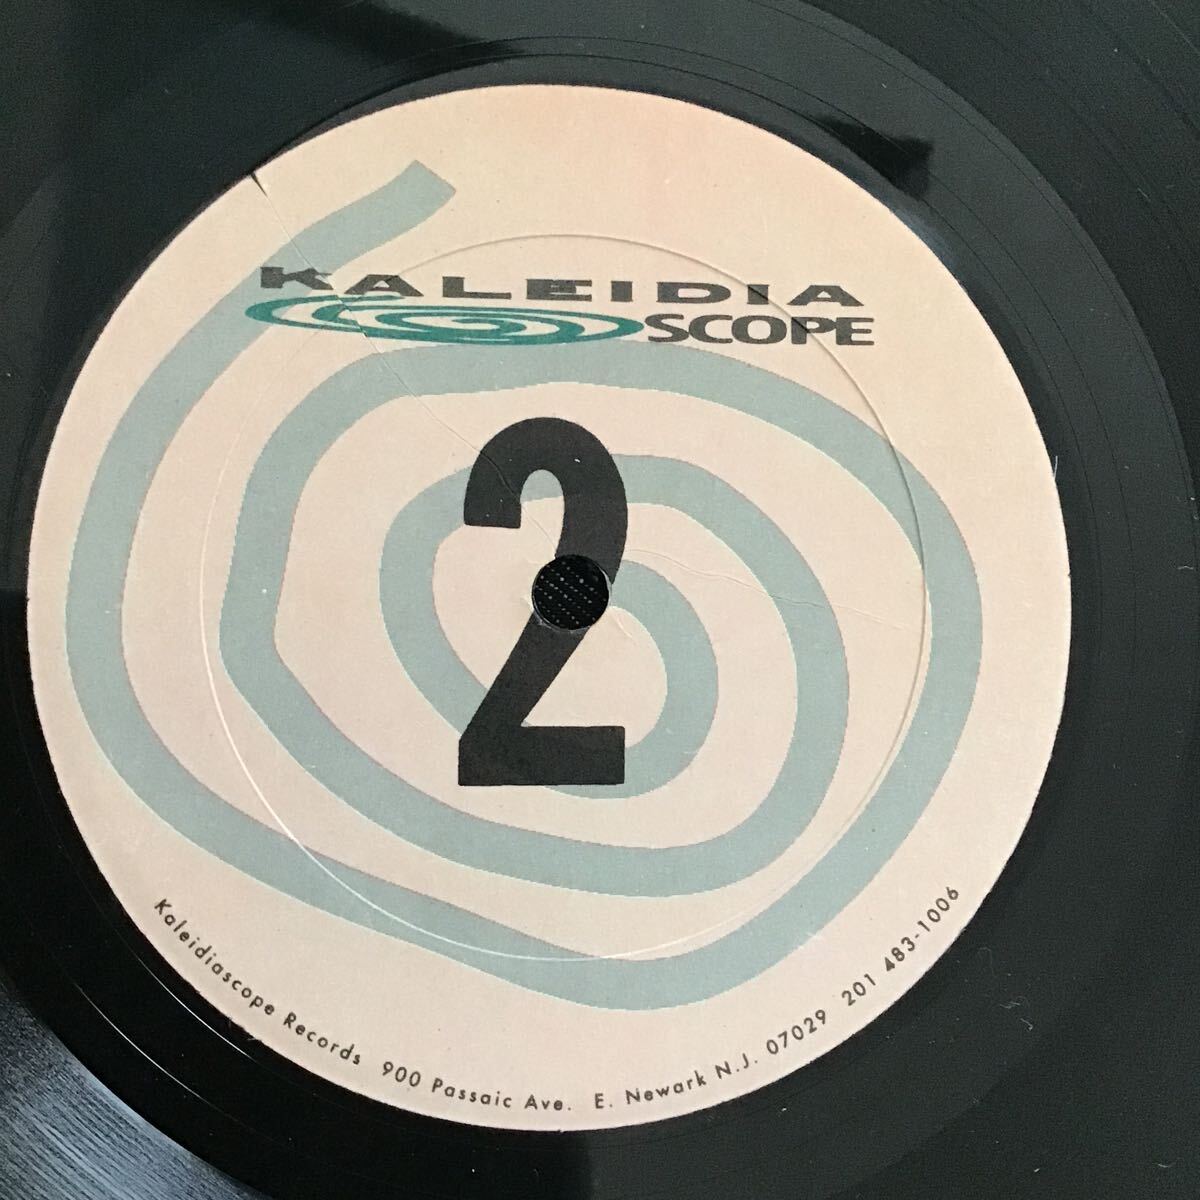 KALEIDIA
SCOPE
2
Kaleidiascope Records 900 Passaic Ave. E. Newark N.J. 07029 201 483-1006